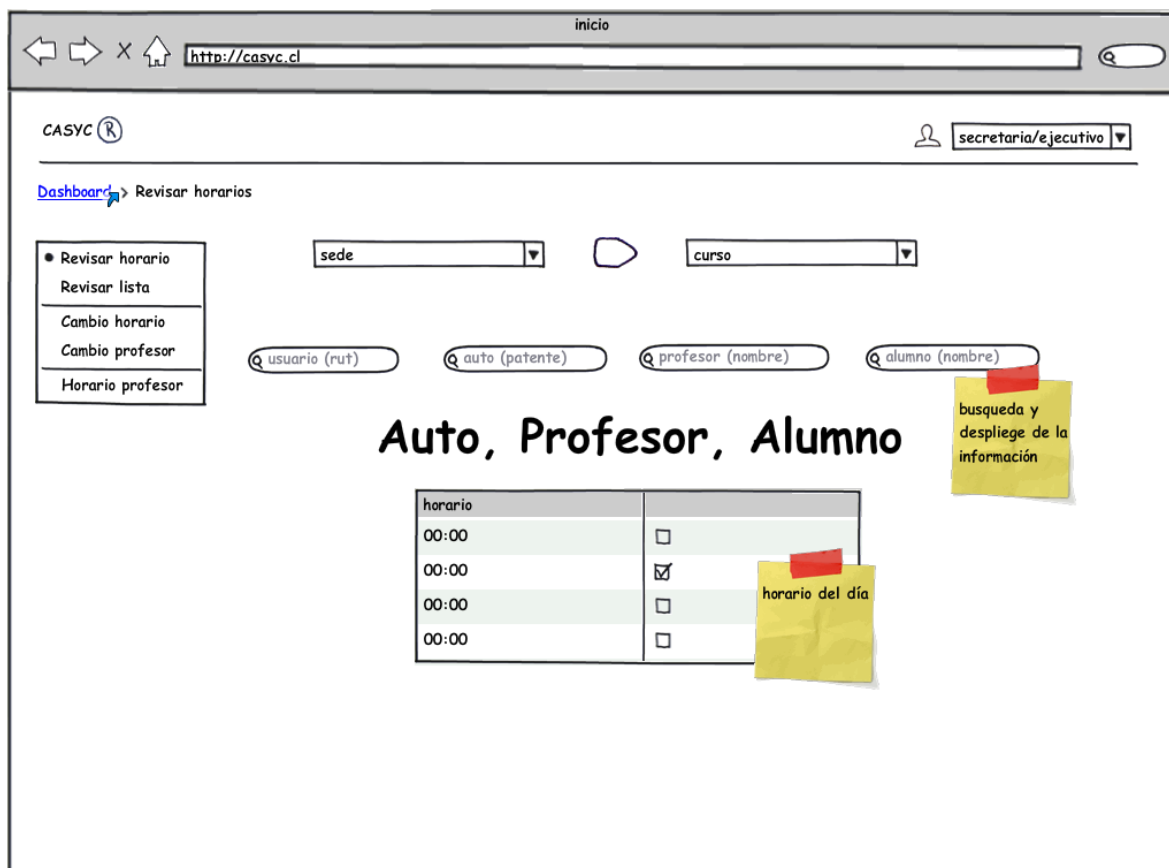 inicio
http://casyc.cl
CASYC R
secretaria/ejecutivo
Dashboard > Revisar horarios
Revisar horario
Revisar lista
Cambio horario
Cambio profesor
Horario profesor
sede
curso
usuario (rut)
auto (patente)
profesor (nombre)
alumno (nombre)
busqueda y
despliege de la
información
Auto, Profesor, Alumno
horario
00:00
00:00
00:00
00:00
horario del día